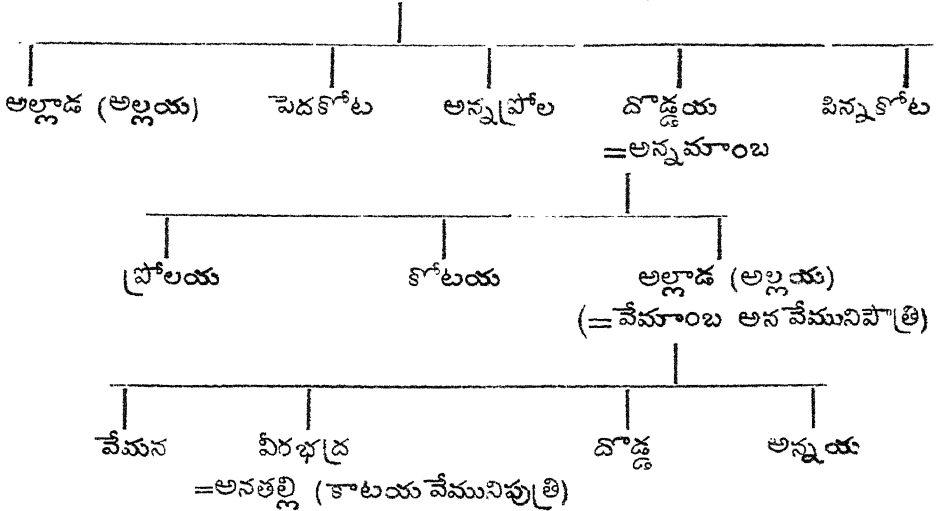 అల్లాడ (అల్లయ) పెదకోట అన్నప్రోల దొడ్డయ పిన్నకోట
=అన్నమాంబ
ప్రోలయ కోటయ అల్లాడ (అల్లయ)
(=వేమాంబ అనవేమునిపౌత్రి)
వేమన వీరభద్ర దొడ్డ అన్నయ
=అనతల్లి (కాటయవేమునిపుత్రి)